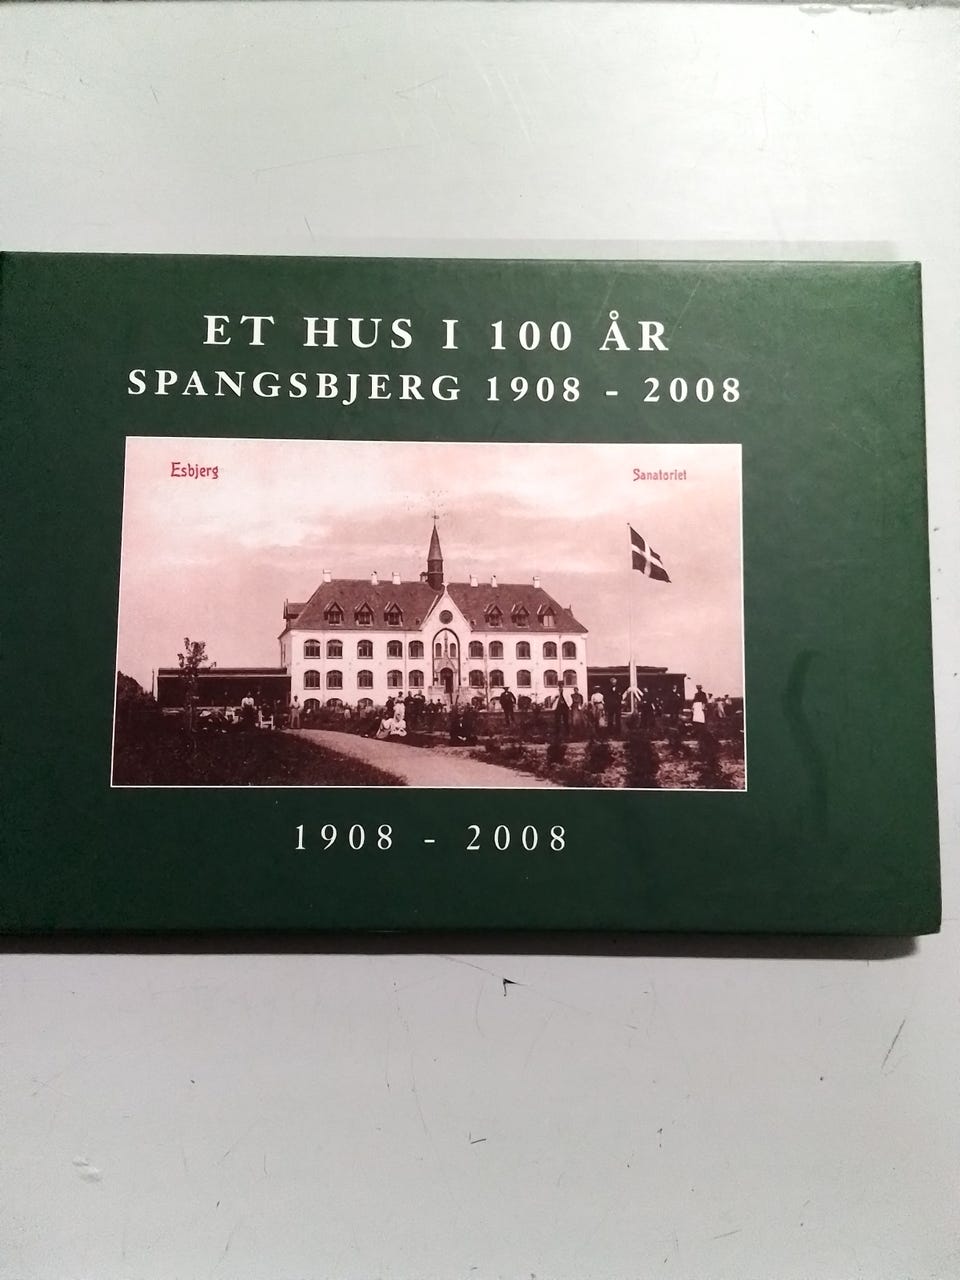 ET HUS I 100 ÅR
SPANGSBJERG 1908 - 2008
Esbjerg
Sanatoriet
1908 - 2008